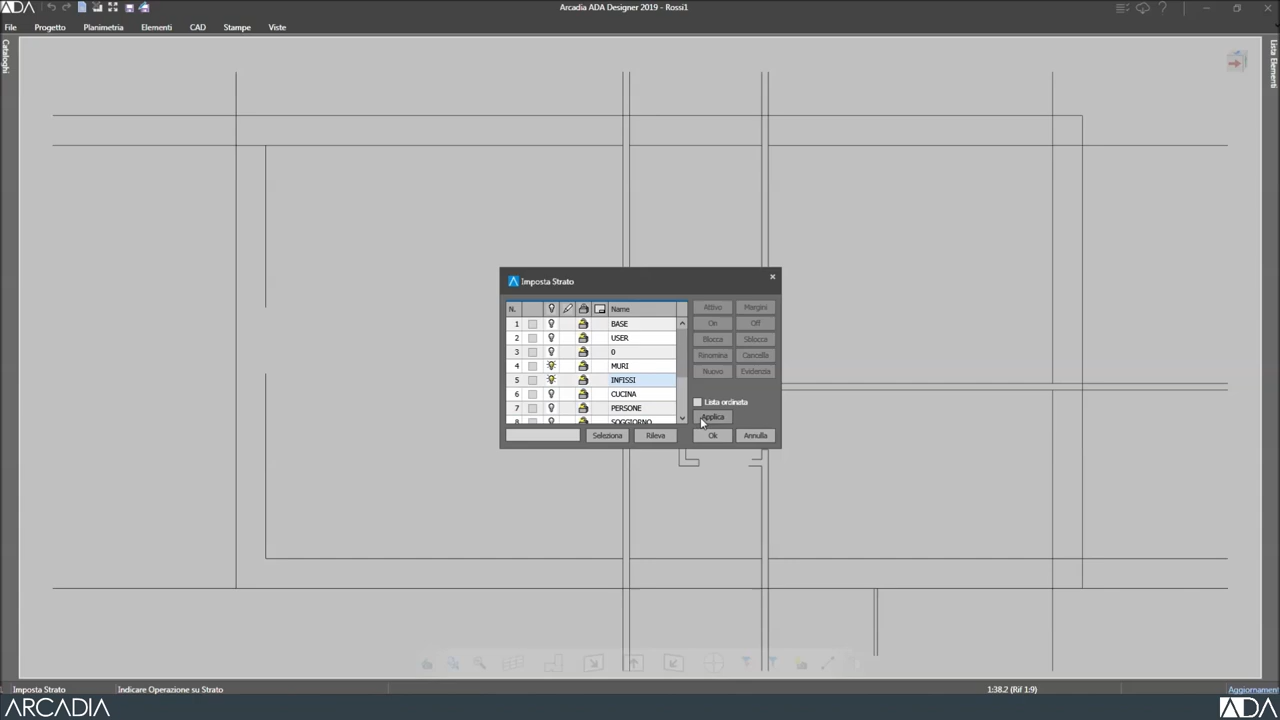 ADA
Arcadia ADA Designer 2019 - Rossi1
File Progetto Planimetria Elementi CAD Stampe Viste
Cataloghi
Lista Elementi
Imposta Strato
N. Name
1 BASE
2 USER
3 0
4 MURI
5 INFISSI
6 CUCINA
7 PERSONE
8 SOGGIORNO
Attivo Margini
On Off
Blocca Sblocca
Rinomina Cancella
Nuovo Evidenzia
Lista ordinata
Applica
Seleziona Rileva Ok Annulla
Imposta Strato Indicare Operazione su Strato 1:38.2 (Rif 1:9) Aggiornamen
ARCADIA ADA